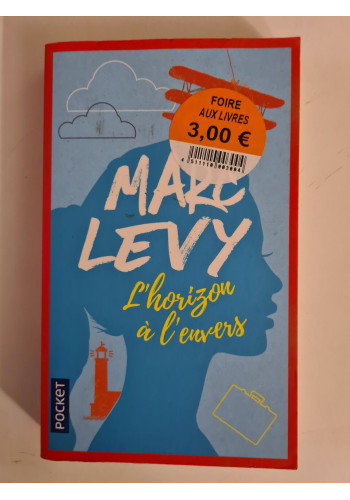 FOIRE
AUX LIVRES
3,00 €
MARC
LEVY
L'horizon
à l'envers
POCKET